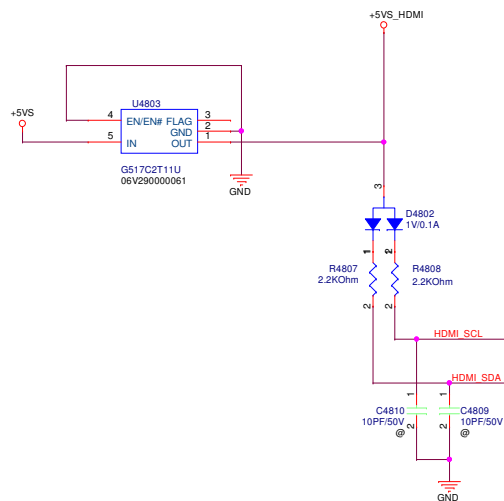 +5VS_HDMI
U4803
+5VS
4 EN/EN# FLAG 3
GND 2
5 IN OUT 1
G517C2T11U
06V290000061
GND
3
D4802
1V/0.1A
1 2
R4807 R4808
2.2KOhm 2.2KOhm
2 2
HDMI_SCL
HDMI_SDA
1 1
C4810 C4809
10PF/50V 10PF/50V
2 2
@ @
GND